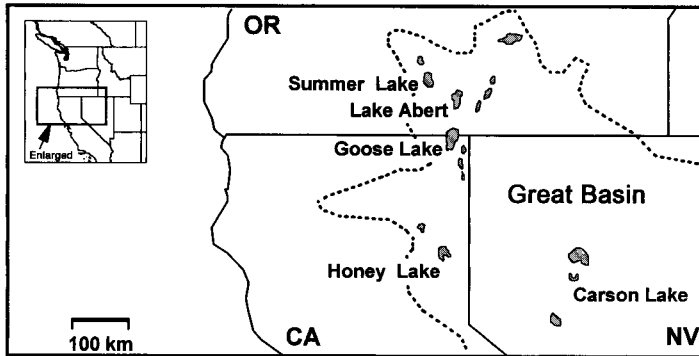 OR
Summer Lake
Lake Abert
Goose Lake
Enlarged
Great Basin
Honey Lake
Carson Lake
100 km
CA
NV